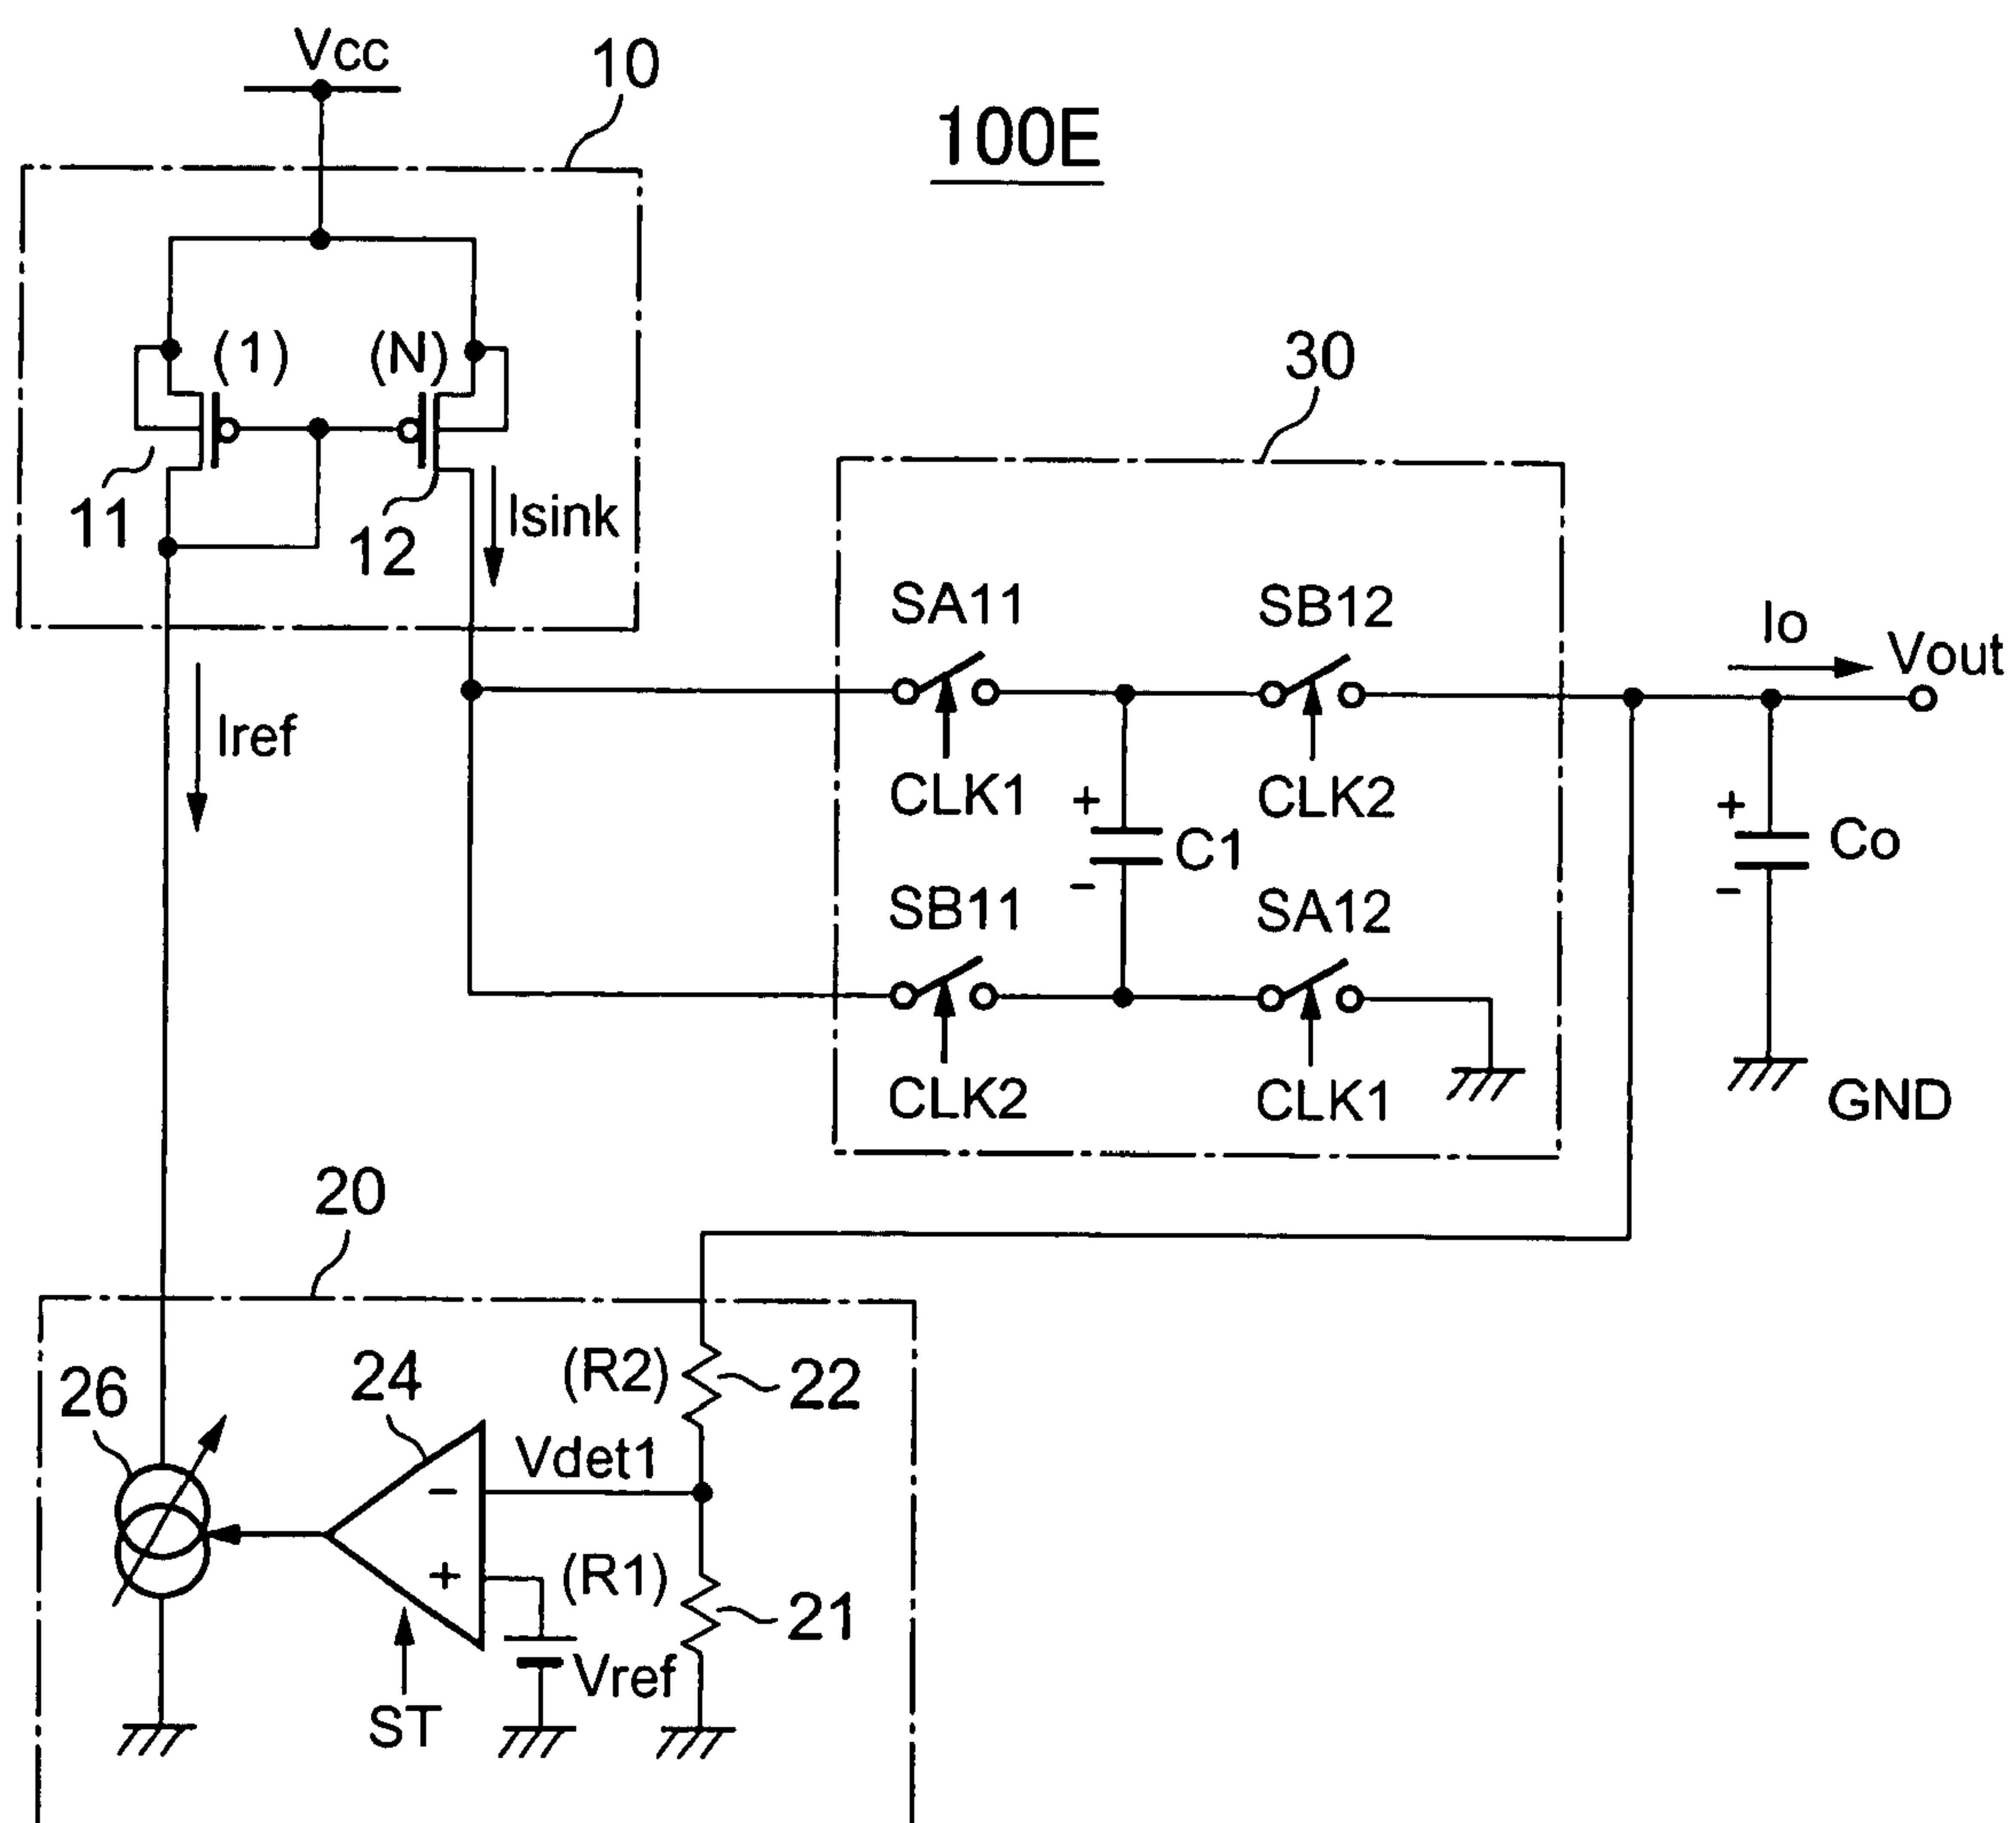 Vcc
10
100E
(1)
(N)
30
11
12
Isink
SA11
SB12
Io
Vout
Iref
CLK1
CLK2
+
C1
−
+
Co
−
SB11
SA12
CLK2
CLK1
GND
20
26
24
(R2)
22
Vdet1
−
+
(R1)
21
Vref
ST